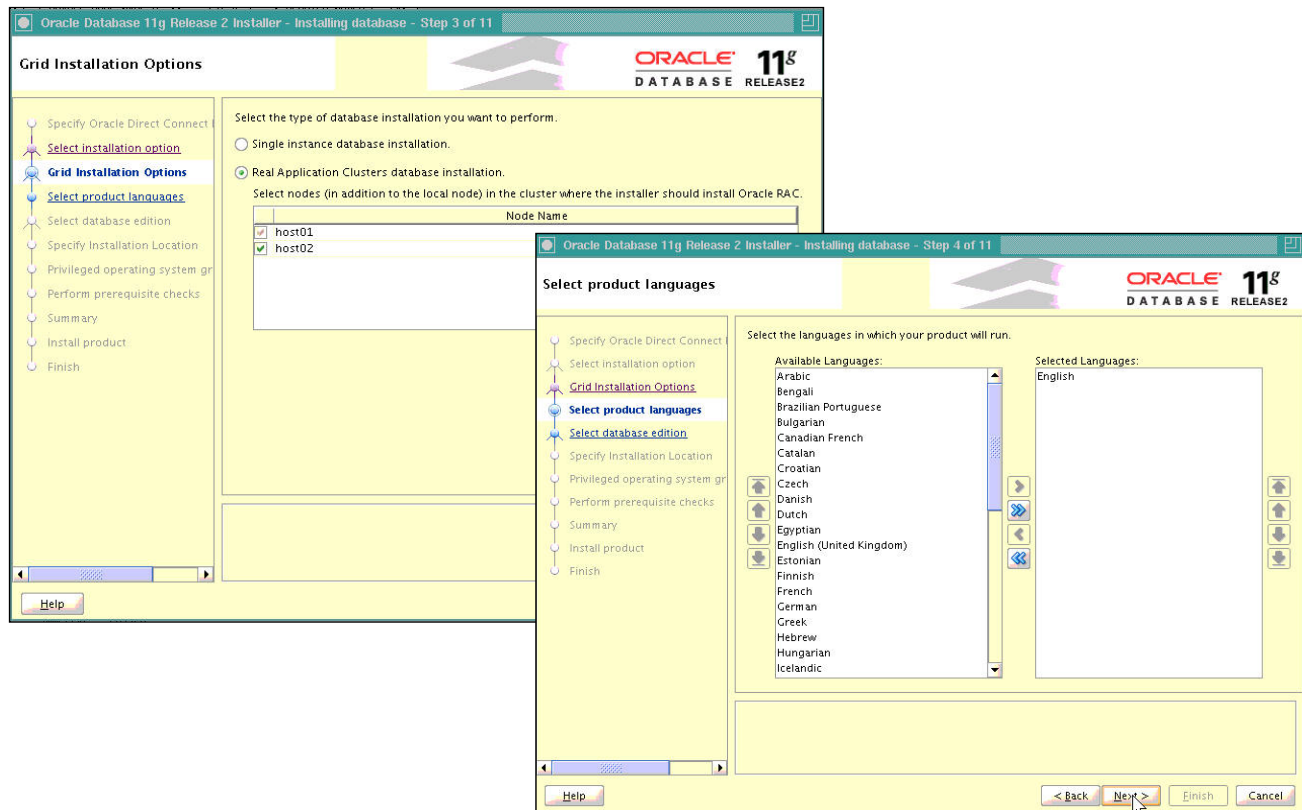 Oracle Database 11g Release 2 Installer - Installing database - Step 3 of 11
Grid Installation Options
ORACLE
DATABASE
11g
RELEASE2
Specify Oracle Direct Connect
Select installation option
Grid Installation Options
Select product languages
Select database edition
Specify Installation Location
Privileged operating system gr
Perform prerequisite checks
Summary
Install product
Finish
Select the type of database installation you want to perform.
Single instance database installation.
Real Application Clusters database installation.
Select nodes (in addition to the local node) in the cluster where the installer should install Oracle RAC.
Node Name
host01
host02
Help
Oracle Database 11g Release 2 Installer - Installing database - Step 4 of 11
Select product languages
ORACLE
DATABASE
11g
RELEASE2
Specify Oracle Direct Connect
Select installation option
Grid Installation Options
Select product languages
Select database edition
Specify Installation Location
Privileged operating system gr
Perform prerequisite checks
Summary
Install product
Finish
Select the languages in which your product will run.
Available Languages:
Arabic
Bengali
Brazilian Portuguese
Bulgarian
Canadian French
Catalan
Croatian
Czech
Danish
Dutch
Egyptian
English (United Kingdom)
Estonian
Finnish
French
German
Greek
Hebrew
Hungarian
Icelandic
Selected Languages:
English
Help
< Back
Next >
Finish
Cancel